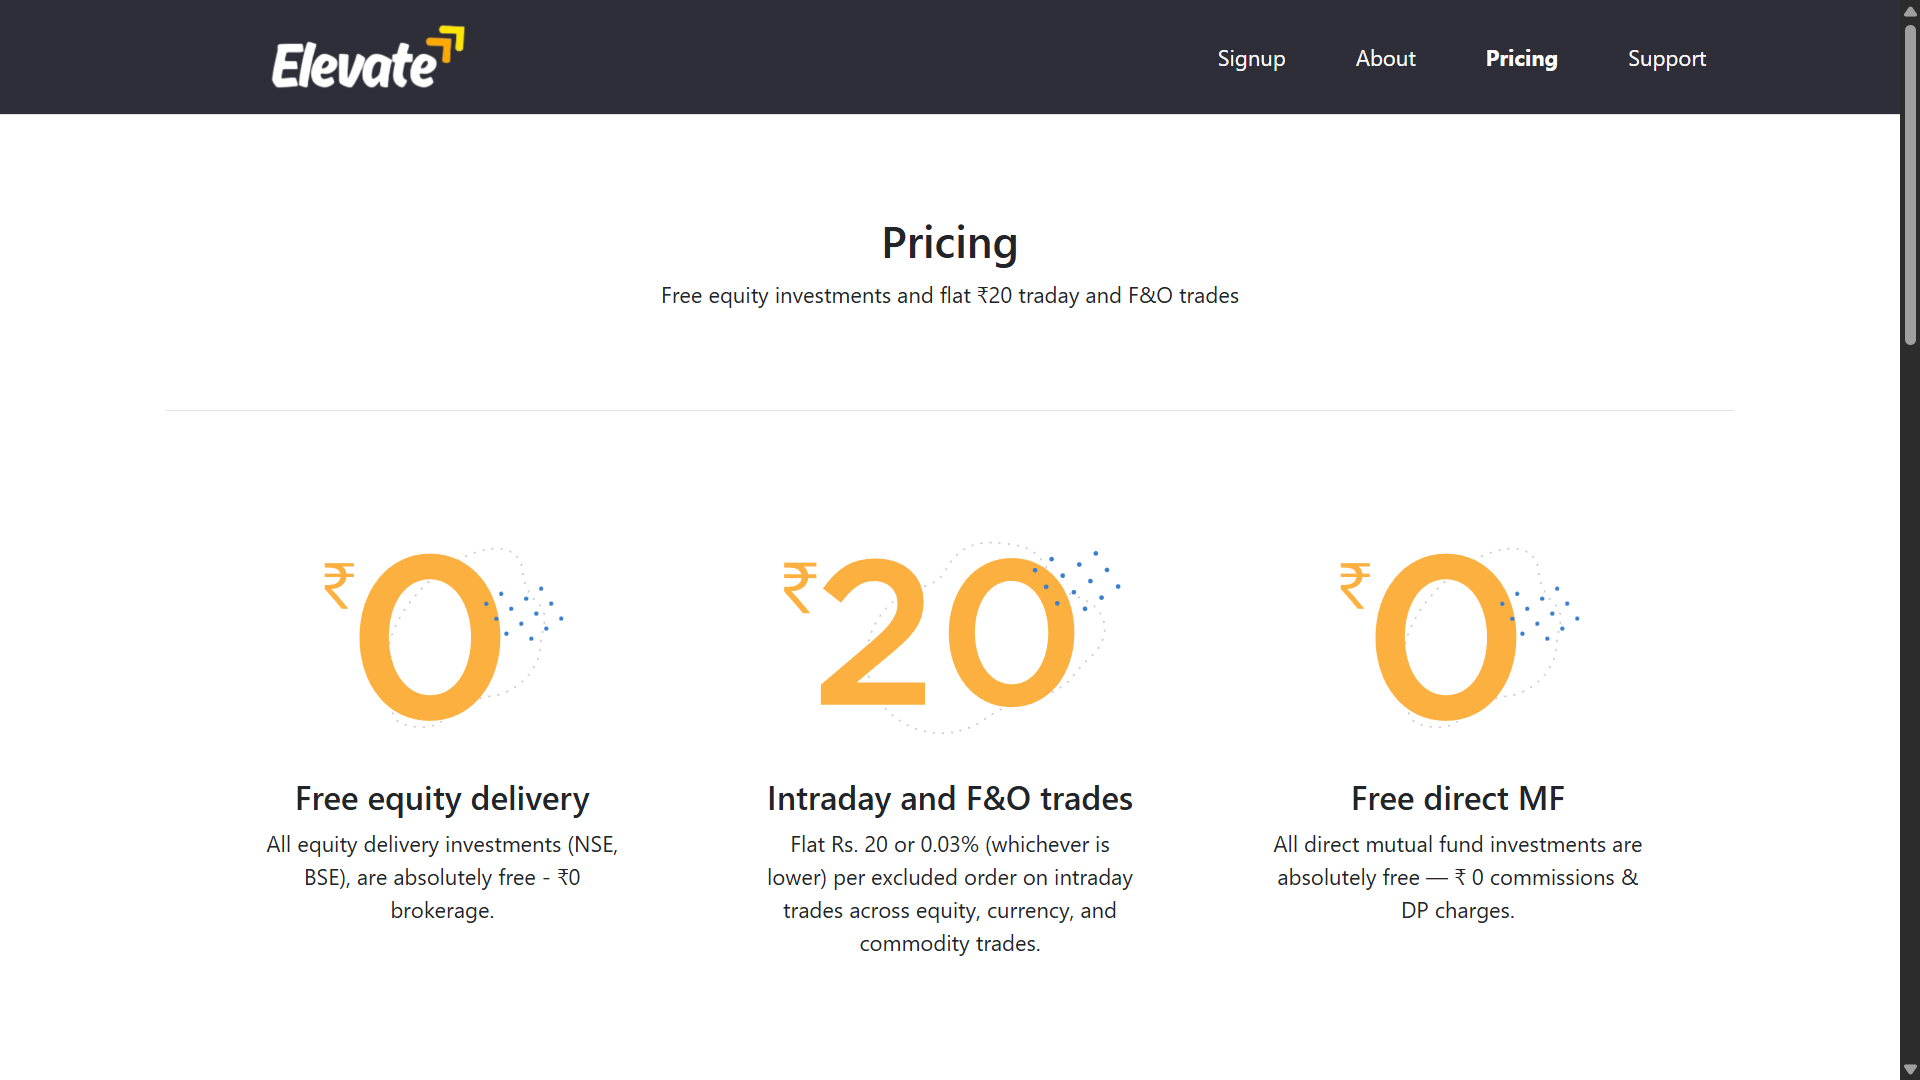 Elevate
Signup
About
Pricing
Support
Pricing
Free equity investments and flat ₹20 traday and F&O trades
₹0
₹20
₹0
Free equity delivery
All equity delivery investments (NSE,
BSE), are absolutely free - ₹0
brokerage.
Intraday and F&O trades
Flat Rs. 20 or 0.03% (whichever is
lower) per excluded order on intraday
trades across equity, currency, and
commodity trades.
Free direct MF
All direct mutual fund investments are
absolutely free — ₹ 0 commissions &
DP charges.